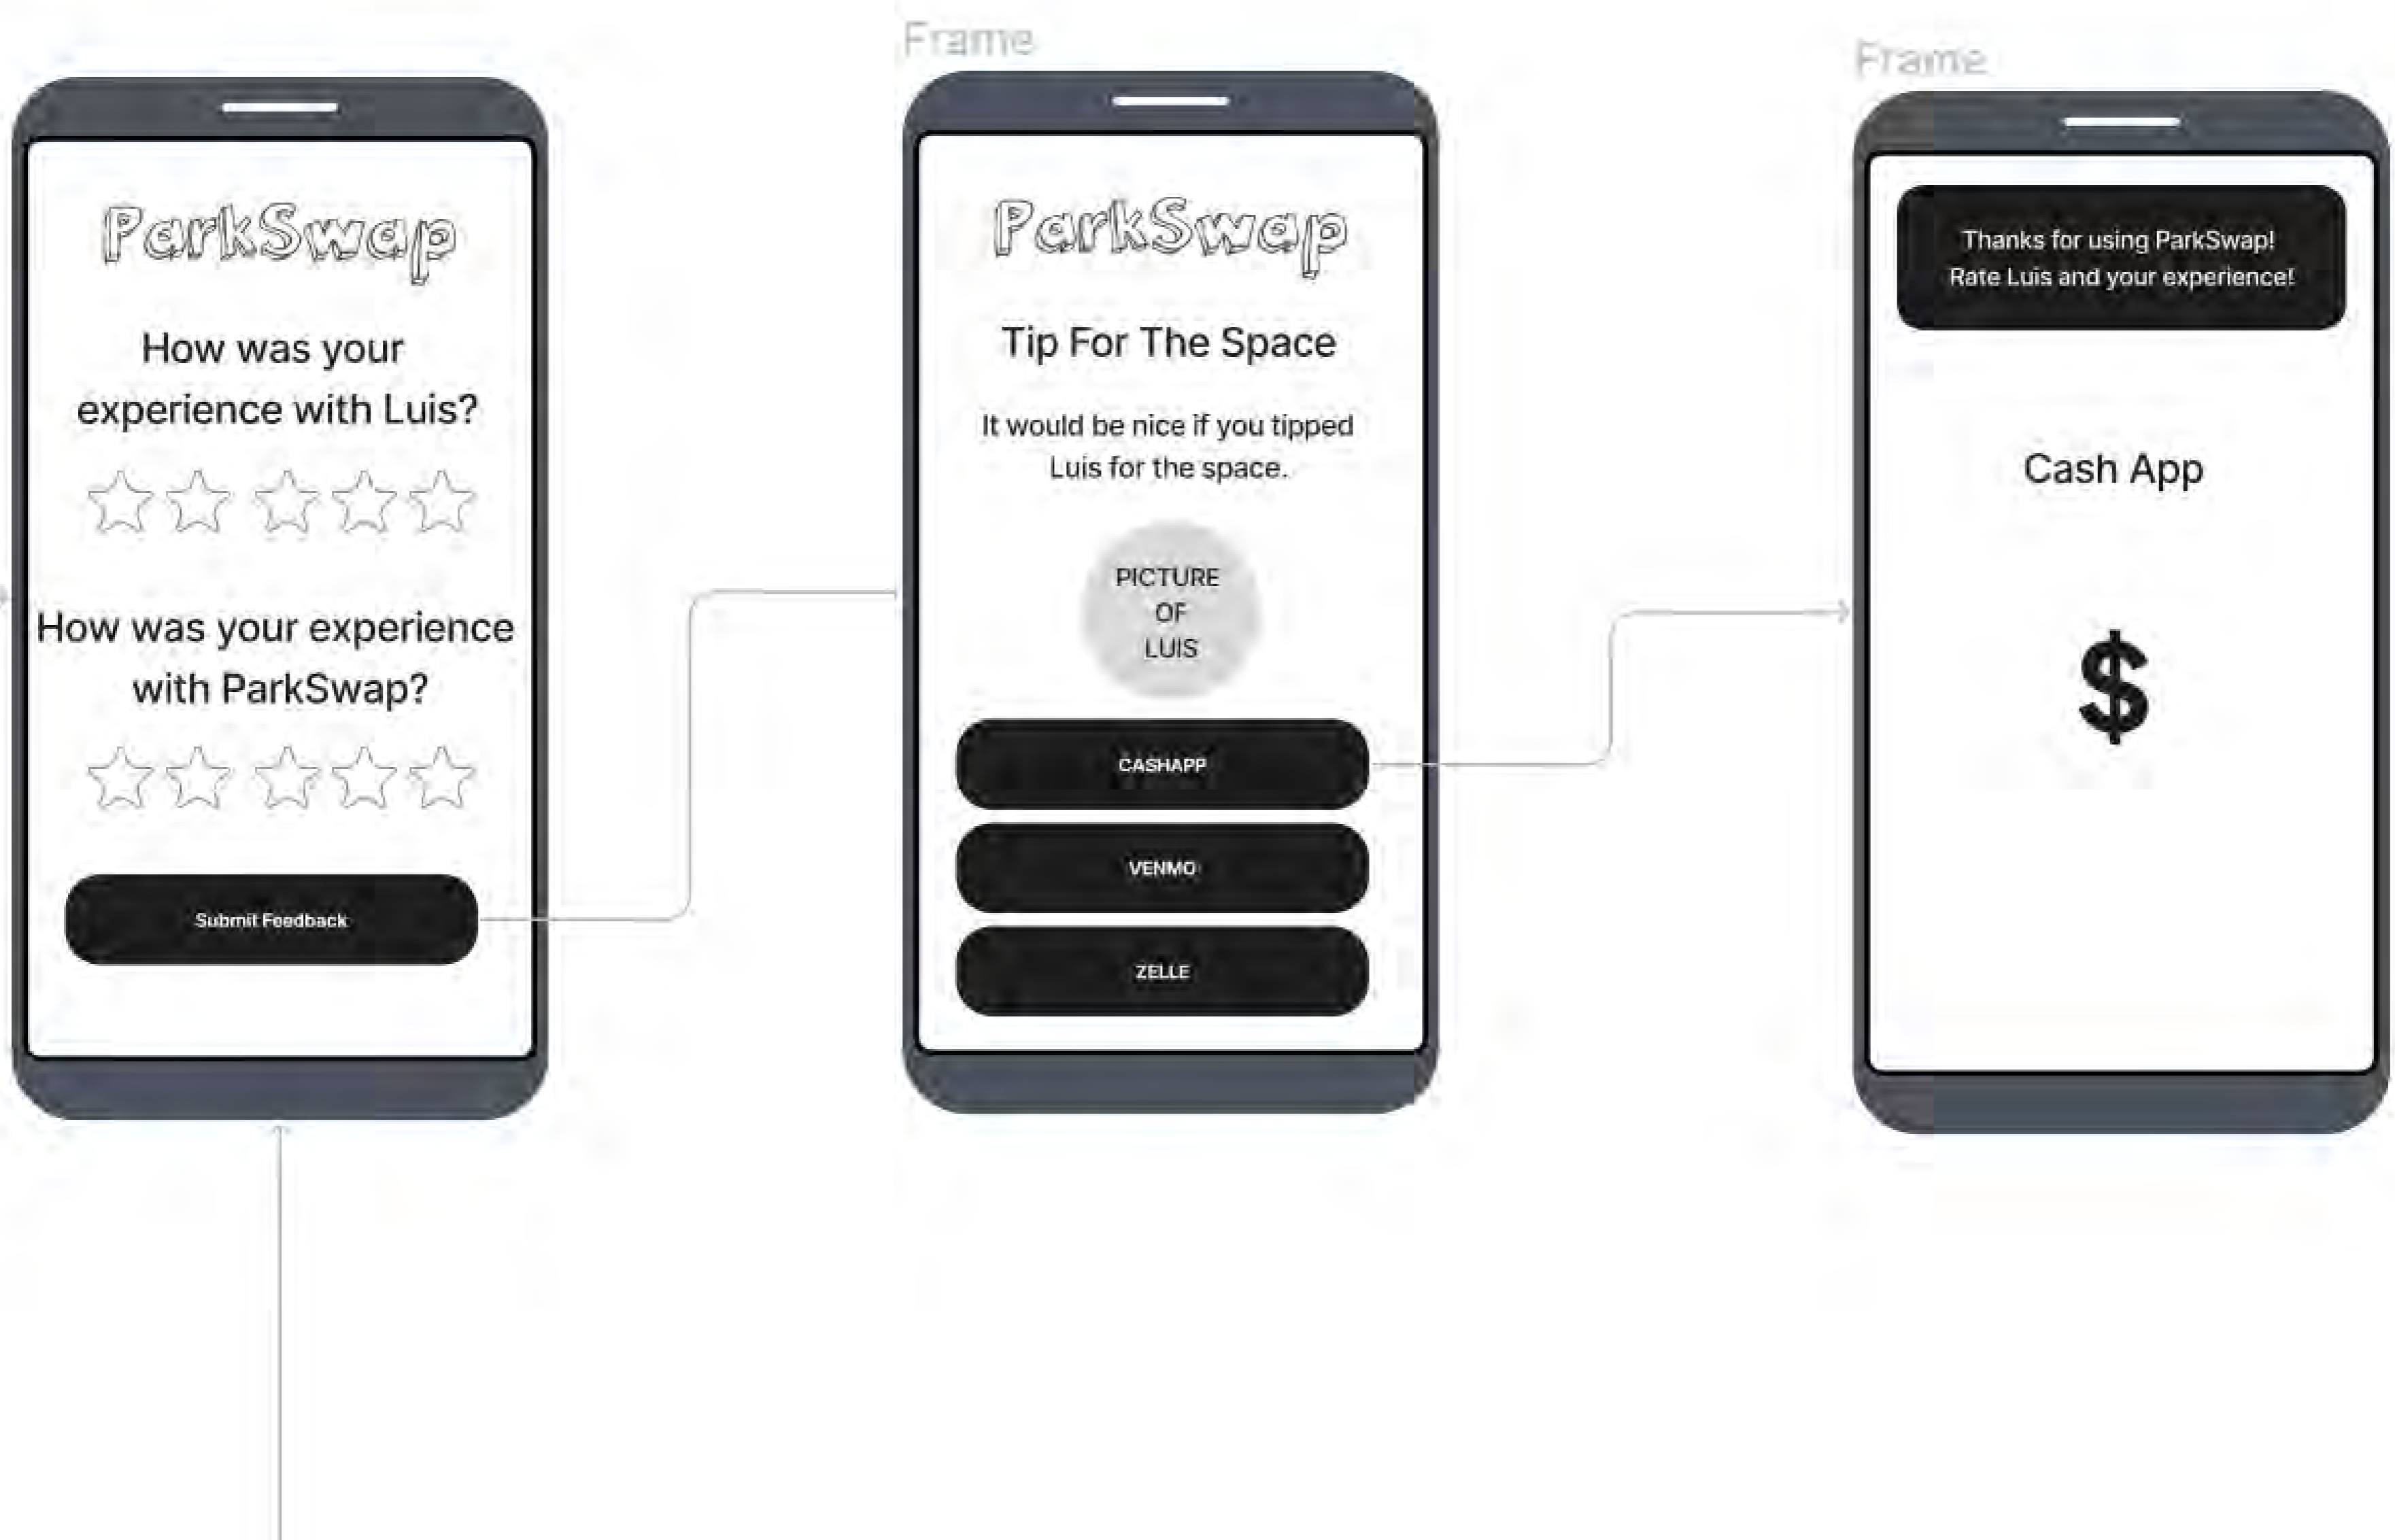 ParkSwap
How was your
experience with Luis?
How was your experience
with ParkSwap?
Submit Feedback
Frame
ParkSwap
Tip For The Space
It would be nice if you tipped
Luis for the space.
PICTURE
OF
LUIS
CASHAPP
VENMO
ZELLE
Frame
Thanks for using ParkSwap!
Rate Luis and your experience!
Cash App
$